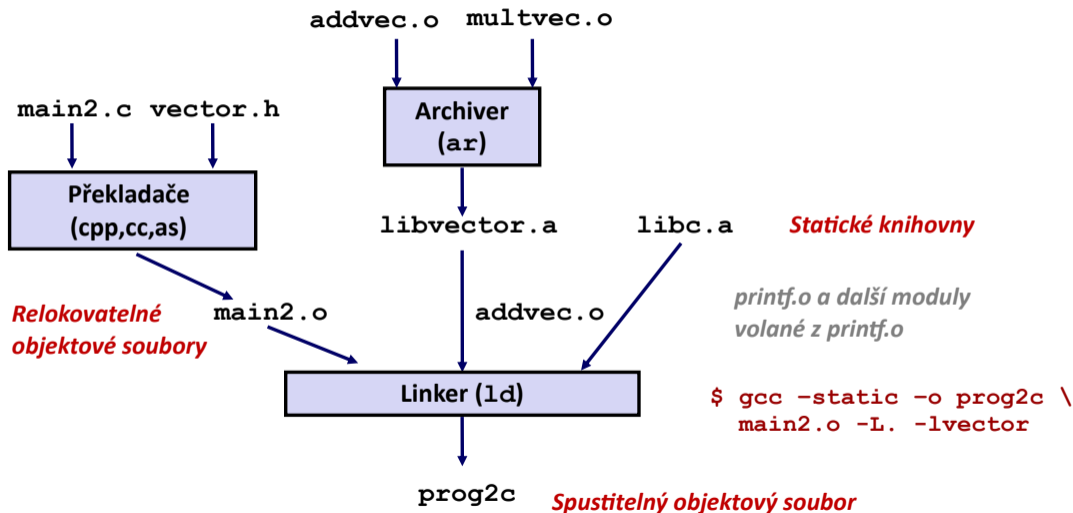 addvec.o multvec.o
main2.c vector.h
Archiver
(ar)
Překladače
(cpp,cc,as)
libvector.a
libc.a
Statické knihovny
Relokovatelné
objektové soubory
main2.o
addvec.o
printf.o a další moduly
volané z printf.o
Linker (ld)
$ gcc –static –o prog2c \
main2.o -L. -lvector
prog2c
Spustitelný objektový soubor